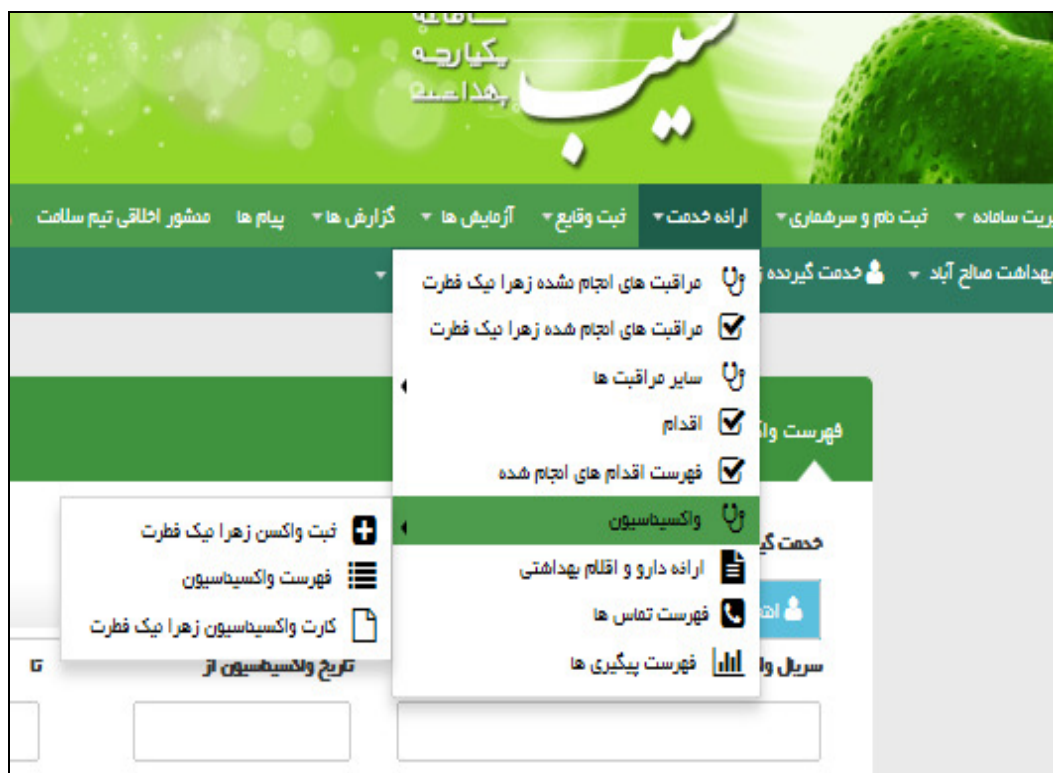 سامانه
یکپارچه
بهداشت
سیب
ثبت نام و سرشماری
ارائه خدمت
ثبت وقایع
آزمایش ها
گزارش ها
پیام ها
منشور اخلاقی تیم سلامت
بهداشت صالح آباد
خدمت گیرنده
مراقبت های انجام نشده زهرا نیک فطرت
مراقبت های انجام شده زهرا نیک فطرت
سایر مراقبت ها
اقدام
فهرست اقدام های انجام شده
واکسیناسیون
ارائه دارو و اقلام بهداشتی
فهرست تماس ها
فهرست پیگیری ها
ثبت واکسن زهرا نیک فطرت
فهرست واکسیناسیون
کارت واکسیناسیون زهرا نیک فطرت
فهرست
خدمت
سریال
تاریخ واکسیناسیون از
تا